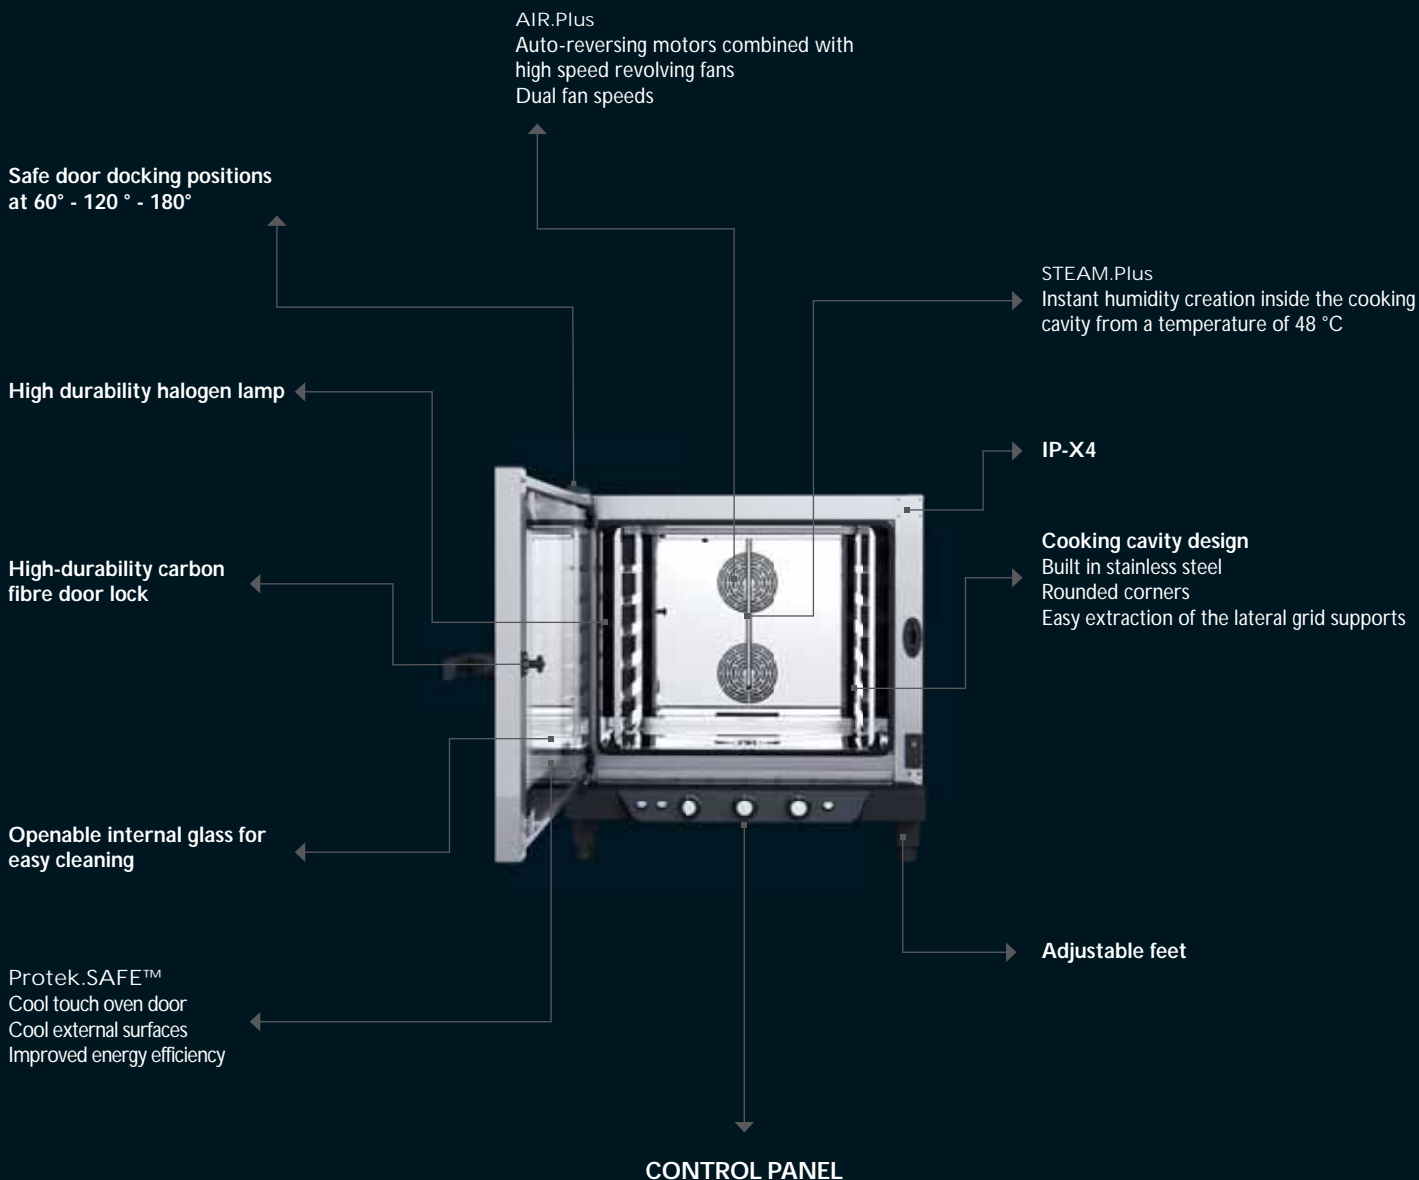 AIR.Plus
Auto-reversing motors combined with
high speed revolving fans
Dual fan speeds
Safe door docking positions
at 60° - 120 ° - 180°
STEAM.Plus
Instant humidity creation inside the cooking
cavity from a temperature of 48 °C
High durability halogen lamp
IP-X4
Cooking cavity design
Built in stainless steel
Rounded corners
Easy extraction of the lateral grid supports
High-durability carbon
fibre door lock
Openable internal glass for
easy cleaning
Adjustable feet
Protek.SAFE™
Cool touch oven door
Cool external surfaces
Improved energy efficiency
CONTROL PANEL